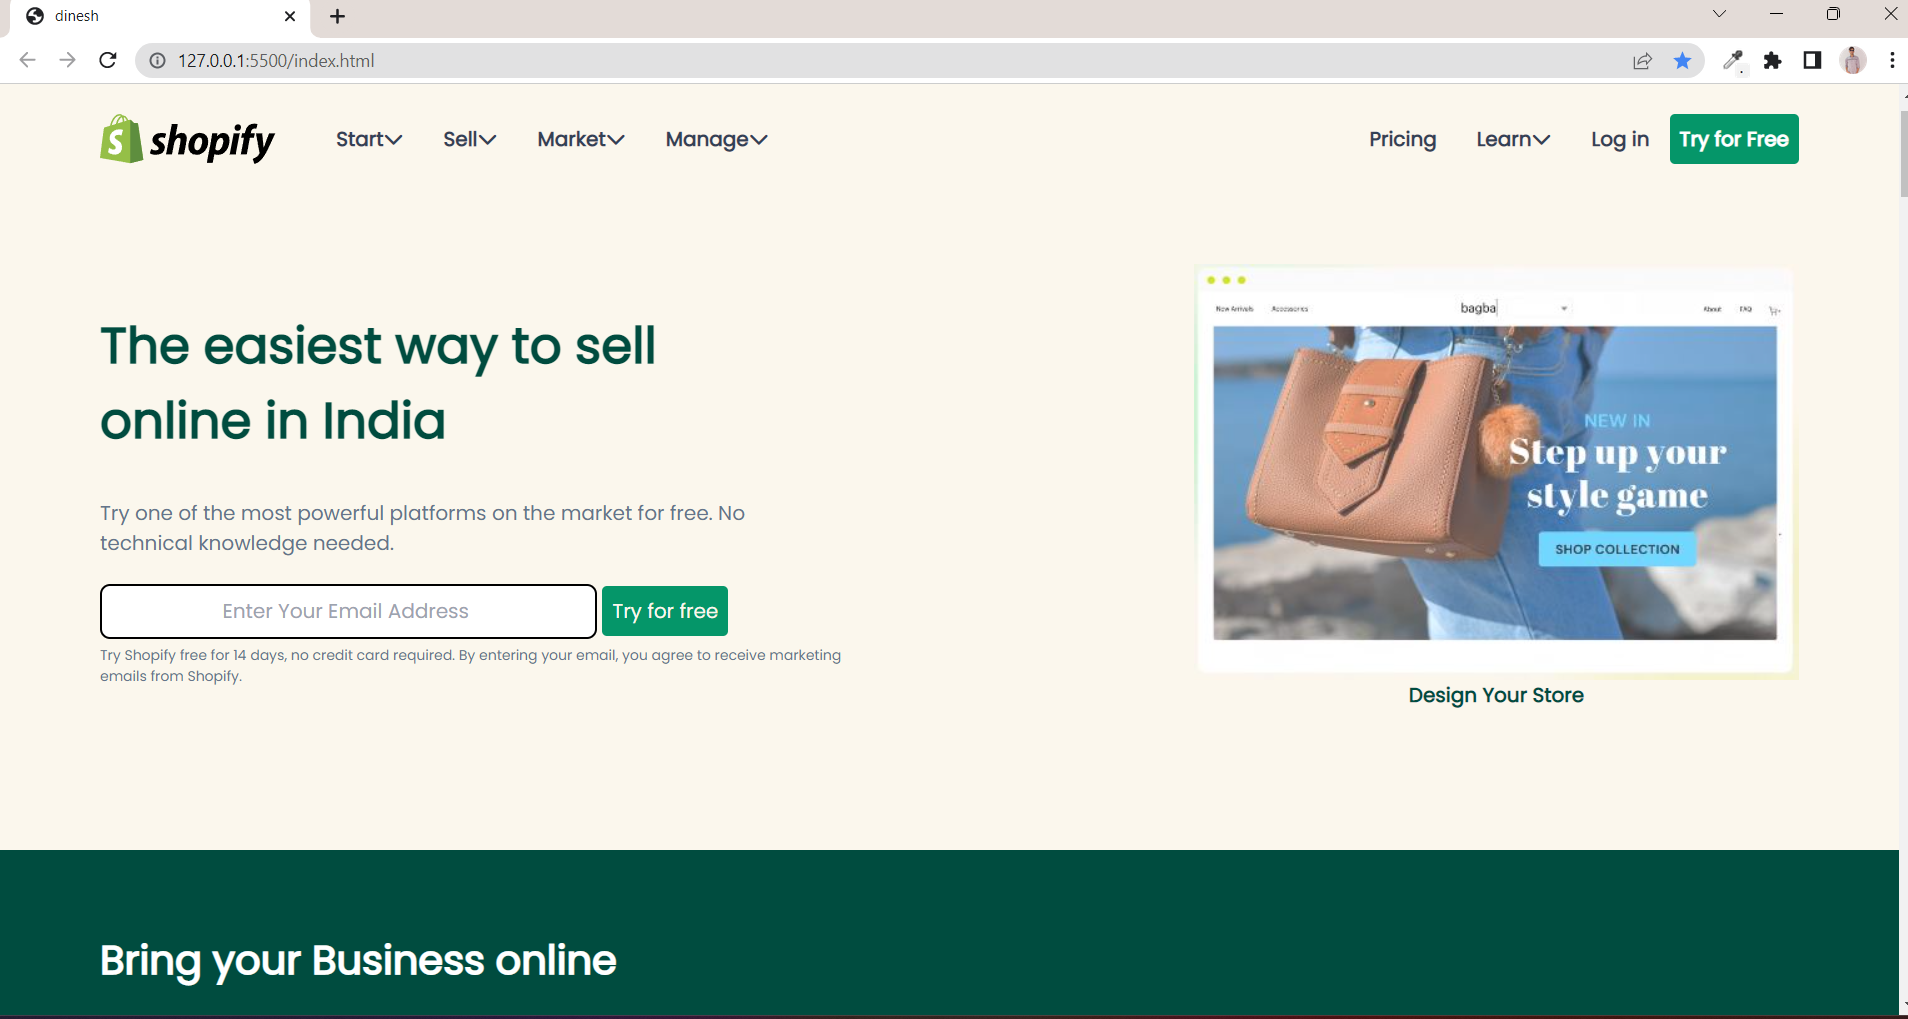 dinesh
127.0.0.1:5500/index.html
shopify
Start
Sell
Market
Manage
Pricing
Learn
Log in
Try for Free
The easiest way to sell
online in India
Try one of the most powerful platforms on the market for free. No
technical knowledge needed.
Enter Your Email Address
Try for free
Try Shopify free for 14 days, no credit card required. By entering your email, you agree to receive marketing
emails from Shopify.
New Arrivals
Accessories
bagba
About
FAQ
NEW IN
Step up your
style game
SHOP COLLECTION
Design Your Store
Bring your Business online